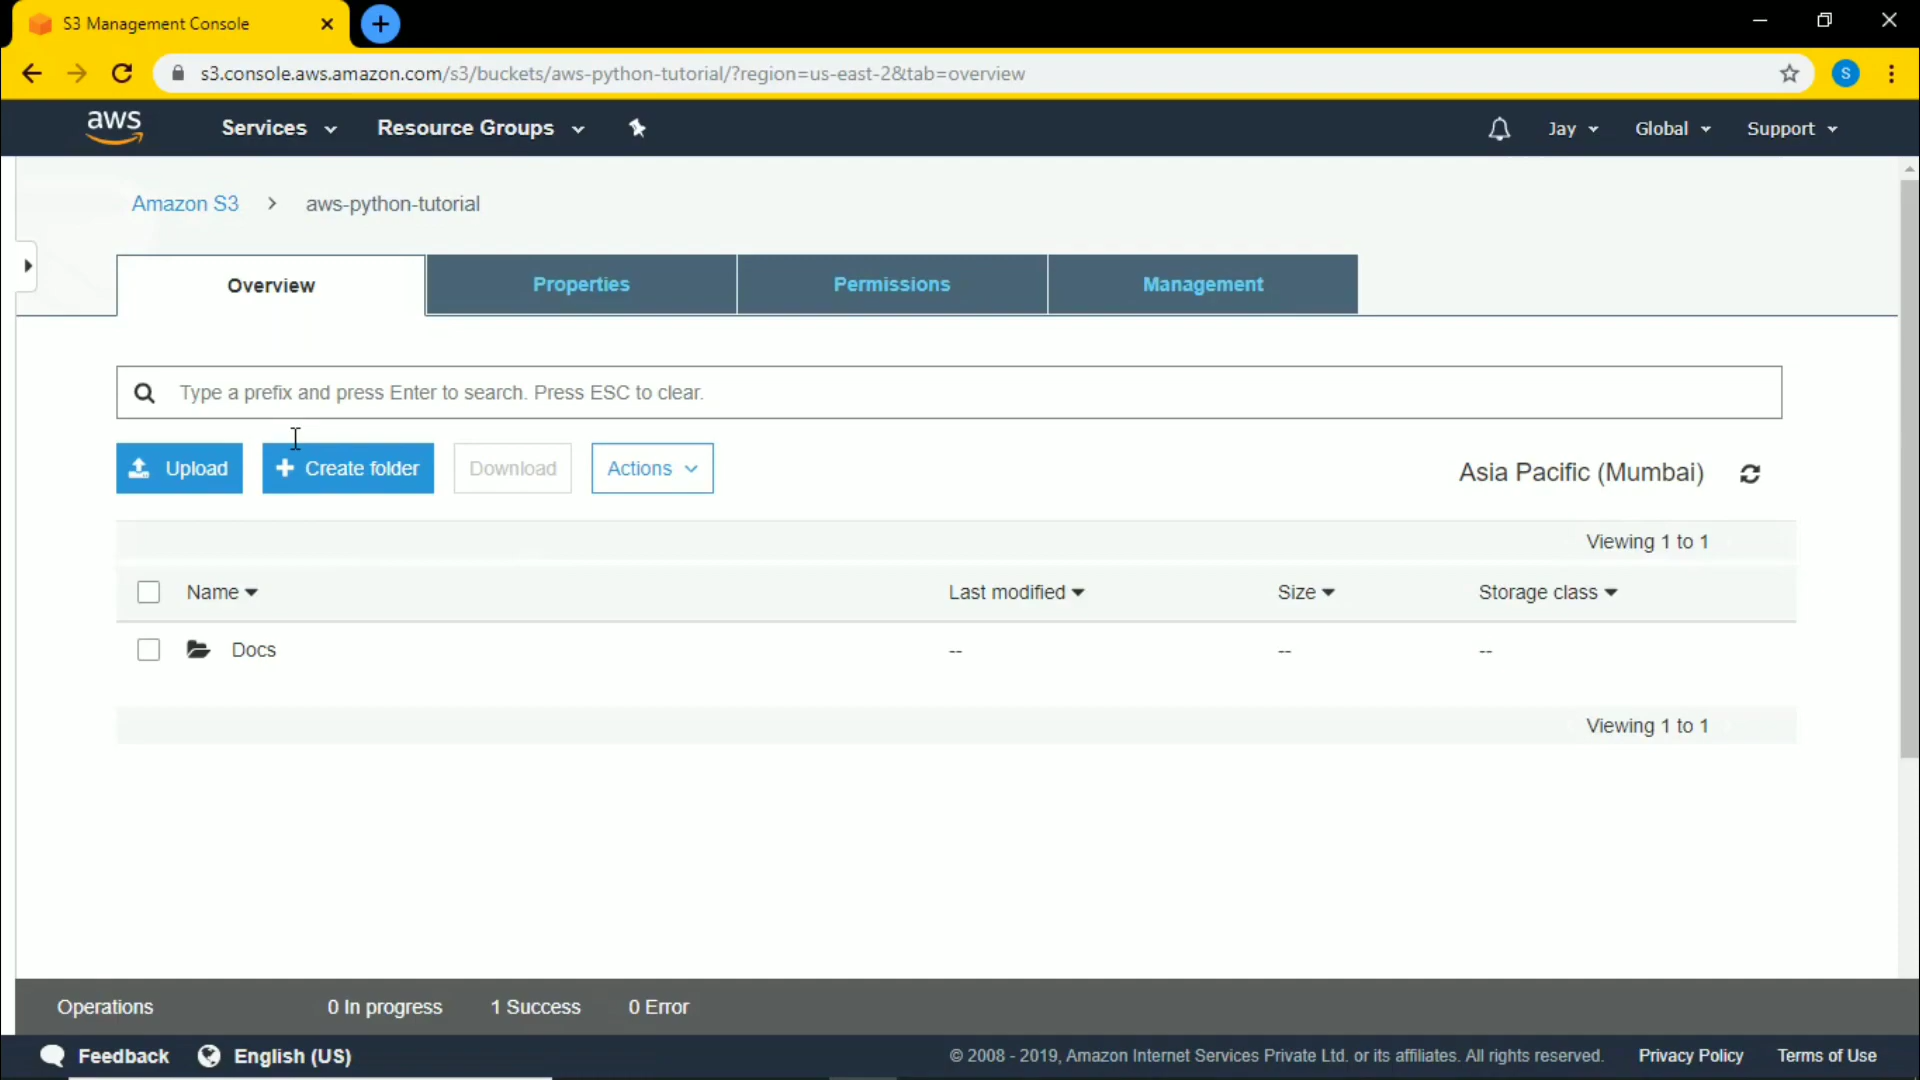 S3 Management Console
s3.console.aws.amazon.com/s3/buckets/aws-python-tutorial/?region=us-east-2&tab=overview
S
aws
Services
Resource Groups
Jay
Global
Support
Amazon S3 > aws-python-tutorial
Overview
Properties
Permissions
Management
Type a prefix and press Enter to search. Press ESC to clear.
Upload
+ Create folder
Download
Actions
Asia Pacific (Mumbai)
Viewing 1 to 1
Name
Last modified
Size
Storage class
Docs
--
--
--
Viewing 1 to 1
Operations
0 In progress
1 Success
0 Error
Feedback
English (US)
© 2008 - 2019, Amazon Internet Services Private Ltd. or its affiliates. All rights reserved.
Privacy Policy
Terms of Use